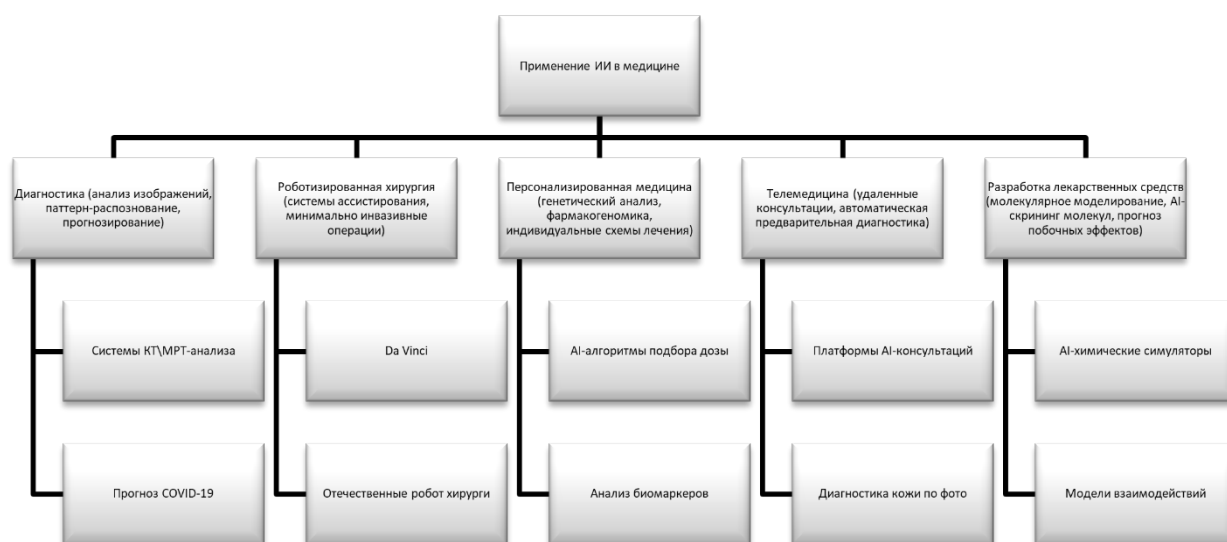 Применение ИИ в медицине
Диагностика (анализ изображений,
паттерн-распознование,
прогнозирование)
Роботизированная хирургия
(системы ассистирования,
минимально инвазивные
операции)
Персонализированная медицина
(генетический анализ,
фармакогеномика,
индивидуальные схемы лечения)
Телемедицина (удаленные
консультации, автоматическая
предварительная диагностика)
Разработка лекарственных средств
(молекулярное моделирование, AI-
скрининг молекул, прогноз
побочных эффектов)
Системы КТ\МРТ-анализа
Da Vinci
AI-алгоритмы подбора дозы
Платформы AI-консультаций
AI-химические симуляторы
Прогноз COVID-19
Отечественные робот хирурги
Анализ биомаркеров
Диагностика кожи по фото
Модели взаимодействий